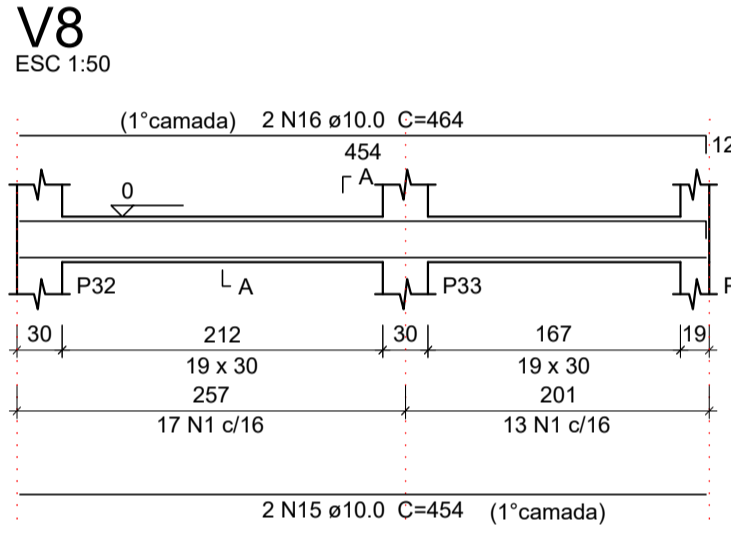 V8
ESC 1:50
(1°camada) 2 N16 ø10.0 C=464
454
12
A
0
P32
A
P33
P
30 212 30 167 19
19 x 30 19 x 30
257 201
17 N1 c/16 13 N1 c/16
2 N15 ø10.0 C=454 (1°camada)